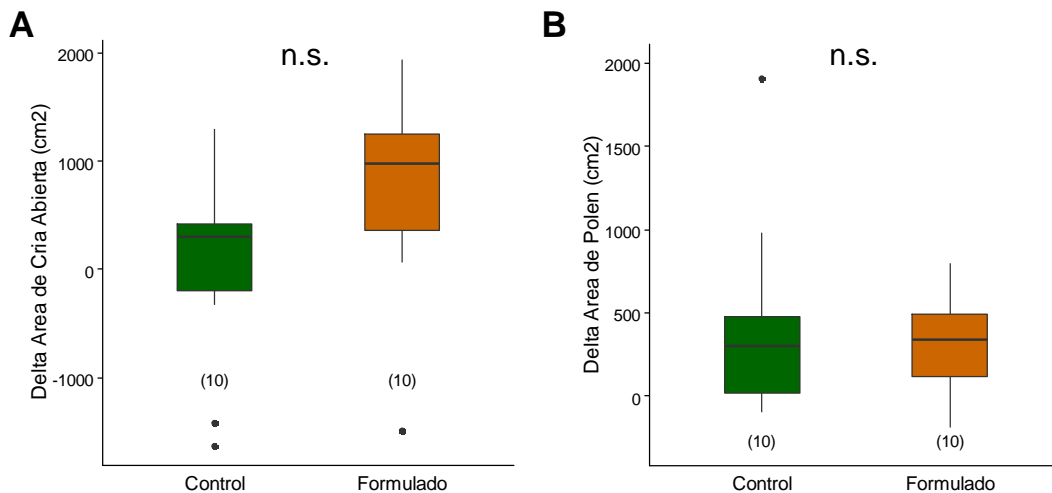 A
Delta Area de Cria Abierta (cm2)
2000
1000
0
-1000
n.s.
(10)
(10)
Control
Formulado
B
Delta Area de Polen (cm2)
2000
1500
1000
500
0
n.s.
(10)
(10)
Control
Formulado